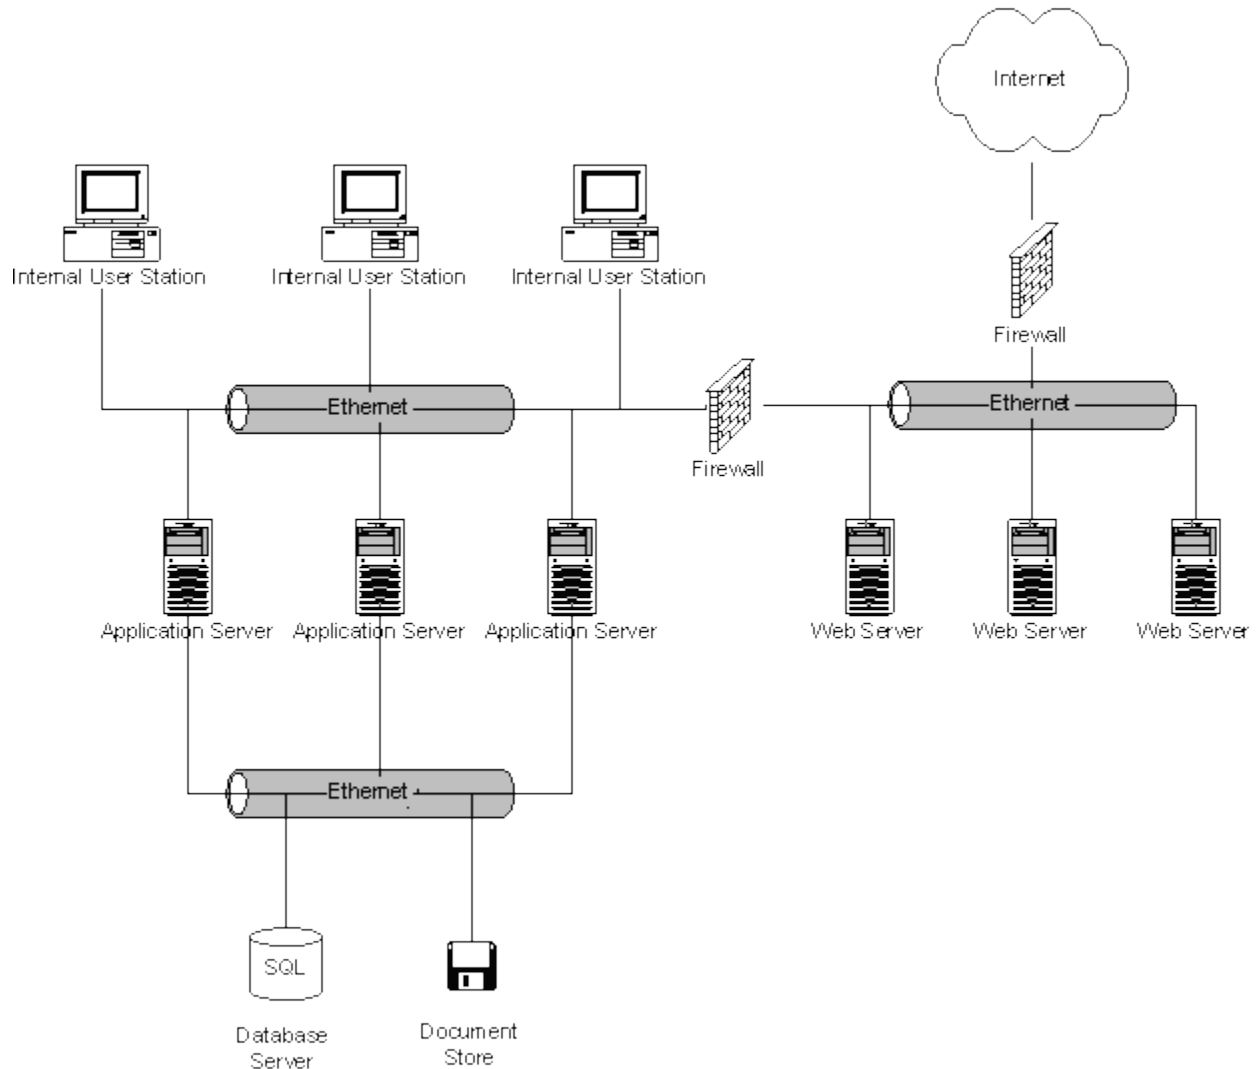 Internet
Internal User Station
Internal User Station
Internal User Station
Firewall
Ethernet
Ethernet
Firewall
Application Server
Application Server
Application Server
Web Server
Web Server
Web Server
Ethernet
SQL
Database
Server
Document
Store